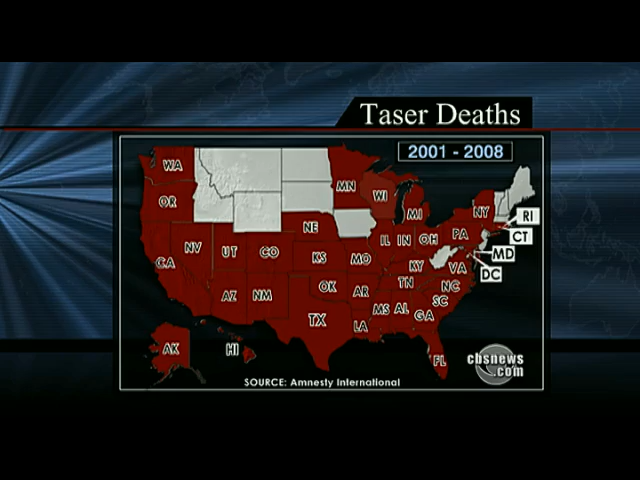 Taser Deaths
2001 - 2008
WA
OR
CA
NV
UT
AZ
CO
NM
NE
KS
OK
TX
MN
WI
MO
AR
LA
IL
IN
MI
OH
KY
TN
MS
AL
GA
FL
SC
NC
VA
PA
NY
RI
CT
MD
DC
AK
HI
cbsnews
.com
SOURCE: Amnesty International